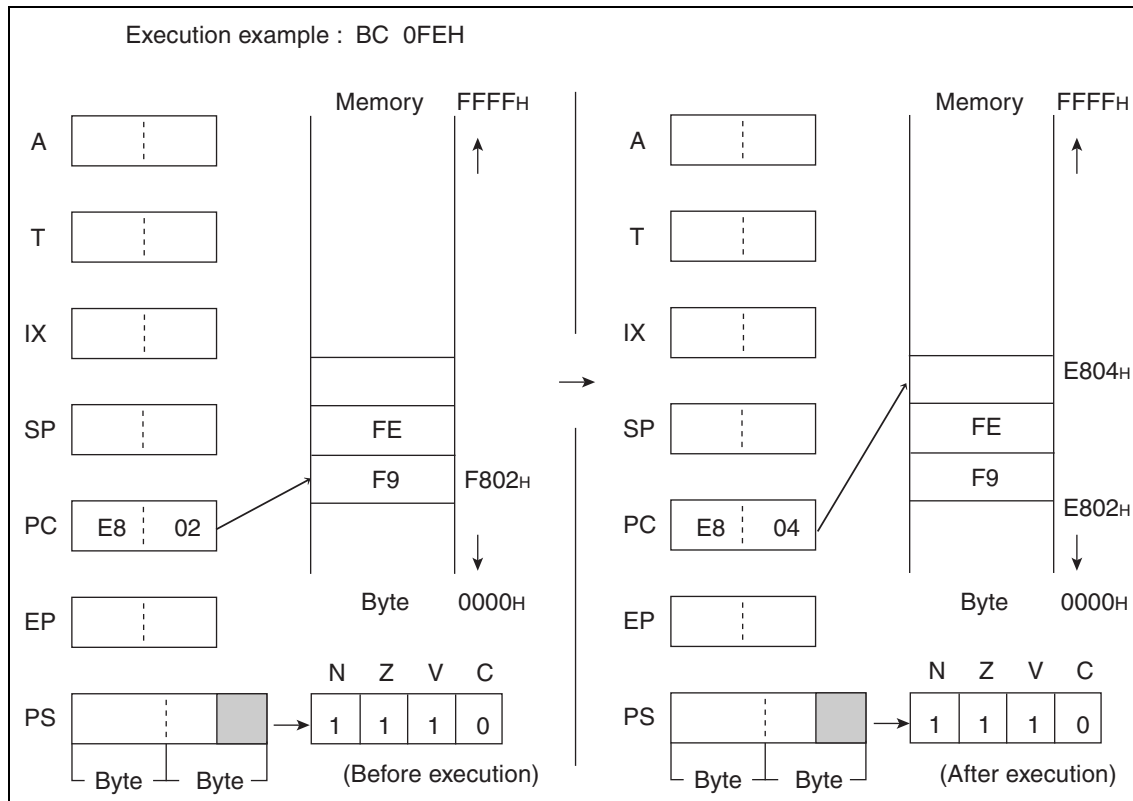 Execution example : BC 0FEH
Memory FFFFH
A
T
IX
SP
FE
F9 F802H
PC E8 02
Byte 0000H
EP
N Z V C
PS 1 1 1 0
Byte Byte
(Before execution)
Memory FFFFH
A
T
IX
E804H
SP
FE
F9
E802H
PC E8 04
Byte 0000H
EP
N Z V C
PS 1 1 1 0
Byte Byte
(After execution)